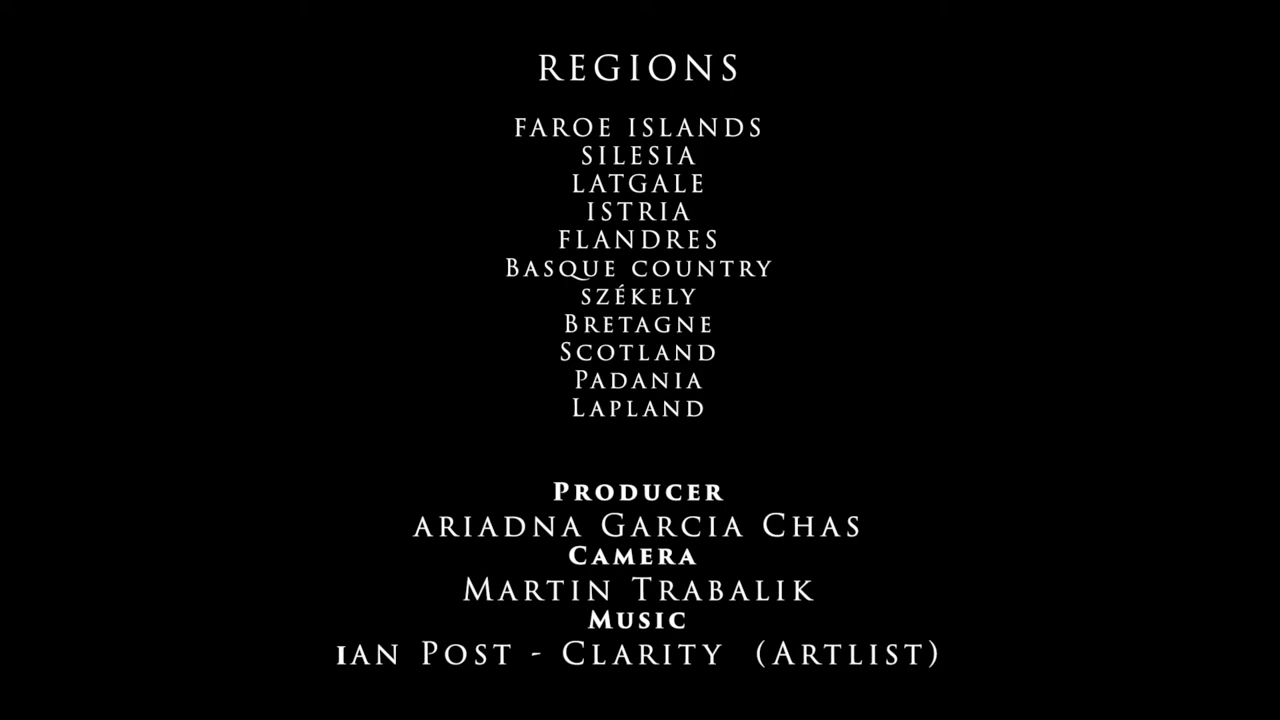 REGIONS
FAROE ISLANDS
SILESIA
LATGALE
ISTRIA
FLANDRES
BASQUE COUNTRY
SZÉKELY
BRETAGNE
SCOTLAND
PADANIA
LAPLAND
PRODUCER
ARIADNA GARCIA CHAS
CAMERA
MARTIN TRABALIK
MUSIC
IAN POST - CLARITY (ARTLIST)